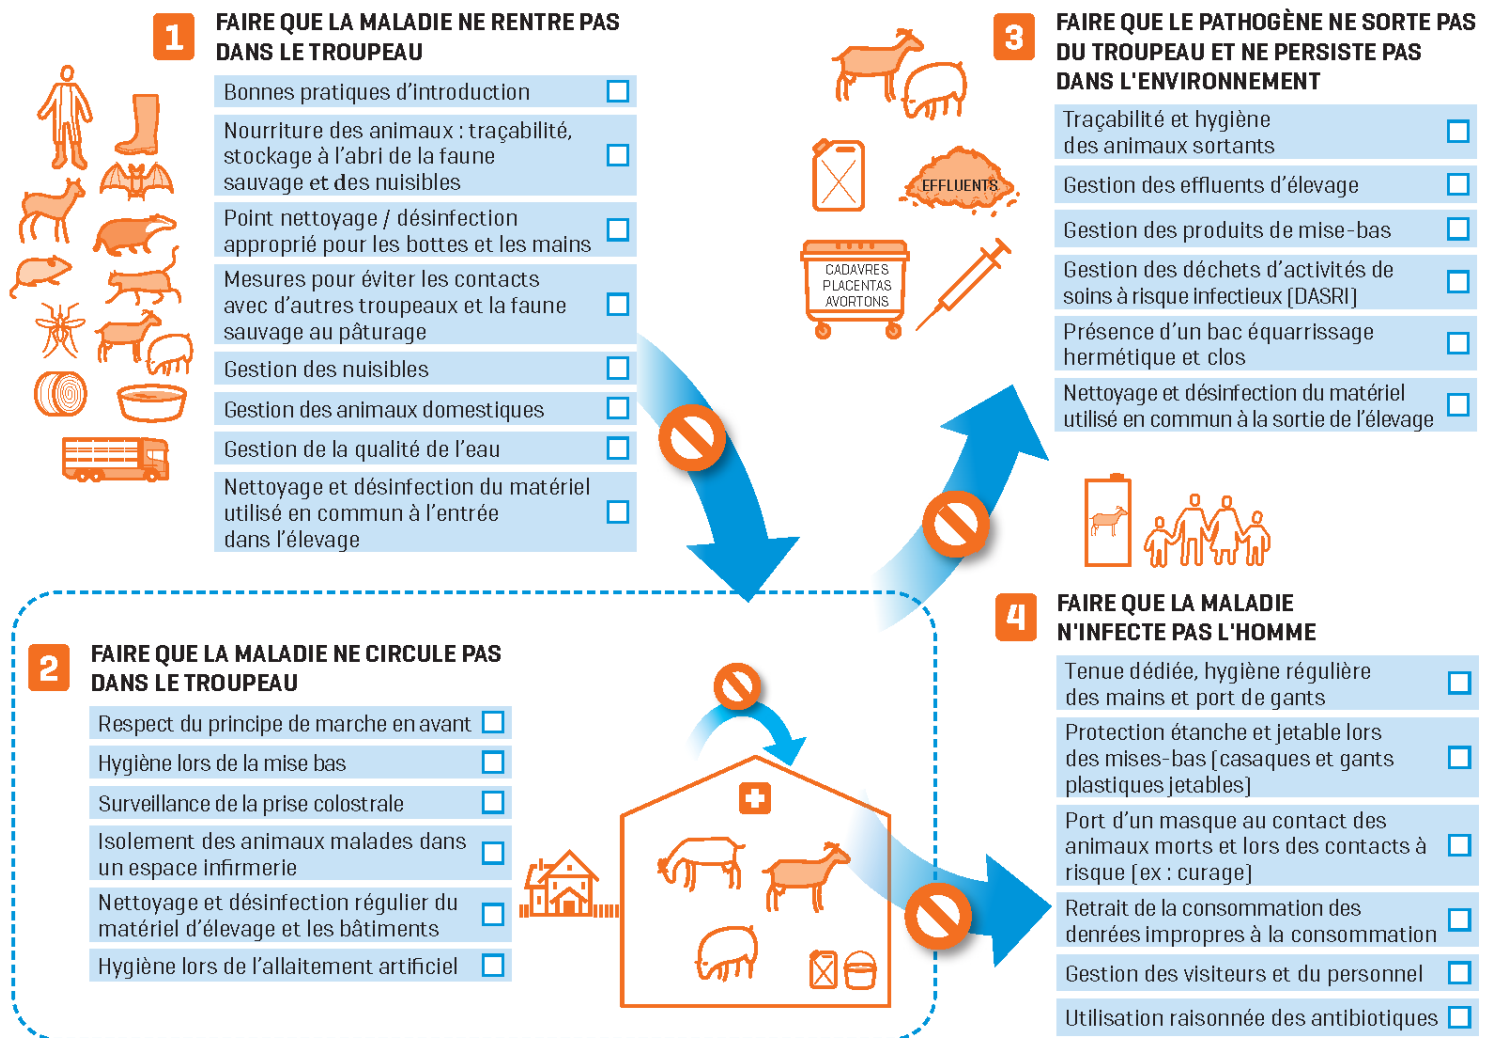 1
FAIRE QUE LA MALADIE NE RENTRE PAS
DANS LE TROUPEAU
Bonnes pratiques d'introduction
Nourriture des animaux : traçabilité,
stockage à l'abri de la faune
sauvage et des nuisibles
Point nettoyage / désinfection
approprié pour les bottes et les mains
Mesures pour éviter les contacts
avec d'autres troupeaux et la faune
sauvage au pâturage
Gestion des nuisibles
Gestion des animaux domestiques
Gestion de la qualité de l'eau
Nettoyage et désinfection du matériel
utilisé en commun à l'entrée
dans l'élevage
2
FAIRE QUE LA MALADIE NE CIRCULE PAS
DANS LE TROUPEAU
Respect du principe de marche en avant
Hygiène lors de la mise bas
Surveillance de la prise colostrale
Isolement des animaux malades dans
un espace infirmerie
Nettoyage et désinfection régulier du
matériel d'élevage et les bâtiments
Hygiène lors de l'allaitement artificiel
3
FAIRE QUE LE PATHOGÈNE NE SORTE PAS
DU TROUPEAU ET NE PERSISTE PAS
DANS L'ENVIRONNEMENT
EFFLUENTS
CADAVRES
PLACENTAS
AVORTONS
Traçabilité et hygiène
des animaux sortants
Gestion des effluents d'élevage
Gestion des produits de mise-bas
Gestion des déchets d'activités de
soins à risque infectieux (DASRI)
Présence d'un bac équarrissage
hermétique et clos
Nettoyage et désinfection du matériel
utilisé en commun à la sortie de l'élevage
4
FAIRE QUE LA MALADIE
N'INFECTE PAS L'HOMME
Tenue dédiée, hygiène régulière
des mains et port de gants
Protection étanche et jetable lors
des mises-bas (casaques et gants
plastiques jetables)
Port d'un masque au contact des
animaux morts et lors des contacts à
risque (ex : curage)
Retrait de la consommation des
denrées impropres à la consommation
Gestion des visiteurs et du personnel
Utilisation raisonnée des antibiotiques